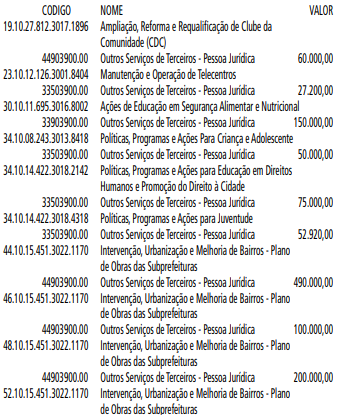 CODIGO NOME VALOR
19.10.27.812.3017.1896 Ampliação, Reforma e Requalificação de Clube da
Comunidade (CDC)
44903900.00 Outros Serviços de Terceiros - Pessoa Jurídica 60.000,00
23.10.12.126.3001.8404 Manutenção e Operação de Telecentros
33503900.00 Outros Serviços de Terceiros - Pessoa Jurídica 27.200,00
30.10.11.695.3016.8002 Ações de Educação em Segurança Alimentar e Nutricional
33903900.00 Outros Serviços de Terceiros - Pessoa Jurídica 150.000,00
34.10.08.243.3013.8418 Políticas, Programas e Ações Para Criança e Adolescente
33503900.00 Outros Serviços de Terceiros - Pessoa Jurídica 50.000,00
34.10.14.422.3018.2142 Políticas, Programas e Ações para Educação em Direitos
Humanos e Promoção do Direito à Cidade
33503900.00 Outros Serviços de Terceiros - Pessoa Jurídica 75.000,00
34.10.14.422.3018.4318 Políticas, Programas e Ações para Juventude
33503900.00 Outros Serviços de Terceiros - Pessoa Jurídica 52.920,00
44.10.15.451.3022.1170 Intervenção, Urbanização e Melhoria de Bairros - Plano
de Obras das Subprefeituras
44903900.00 Outros Serviços de Terceiros - Pessoa Jurídica 490.000,00
46.10.15.451.3022.1170 Intervenção, Urbanização e Melhoria de Bairros - Plano
de Obras das Subprefeituras
44903900.00 Outros Serviços de Terceiros - Pessoa Jurídica 100.000,00
48.10.15.451.3022.1170 Intervenção, Urbanização e Melhoria de Bairros - Plano
de Obras das Subprefeituras
44903900.00 Outros Serviços de Terceiros - Pessoa Jurídica 200.000,00
52.10.15.451.3022.1170 Intervenção, Urbanização e Melhoria de Bairros - Plano
de Obras das Subprefeituras